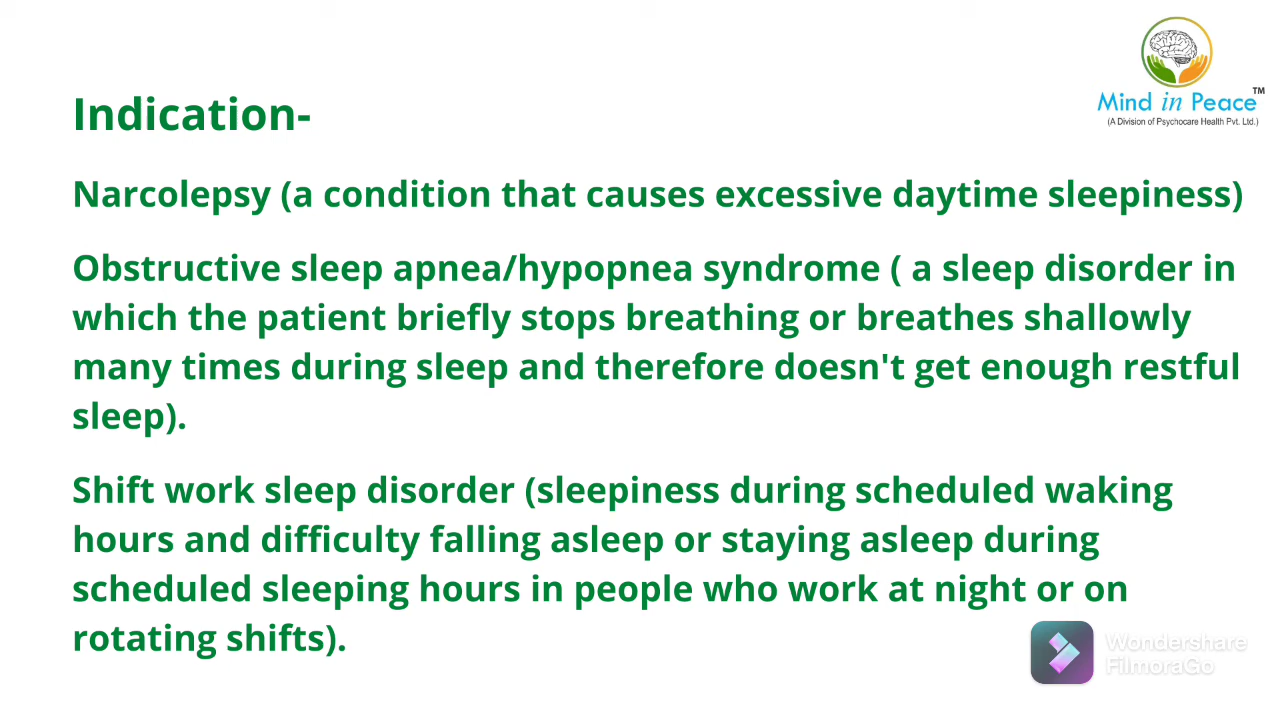 Mind in Peace TM
(A Division of Psychocare Health Pvt. Ltd.)
Indication-
Narcolepsy (a condition that causes excessive daytime sleepiness)
Obstructive sleep apnea/hypopnea syndrome ( a sleep disorder in
which the patient briefly stops breathing or breathes shallowly
many times during sleep and therefore doesn't get enough restful
sleep).
Shift work sleep disorder (sleepiness during scheduled waking
hours and difficulty falling asleep or staying asleep during
scheduled sleeping hours in people who work at night or on
rotating shifts).
Wondershare
FilmoraGo